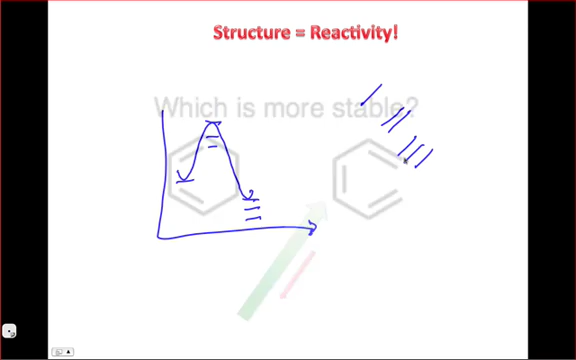 Structure = Reactivity!
Which is more stable?